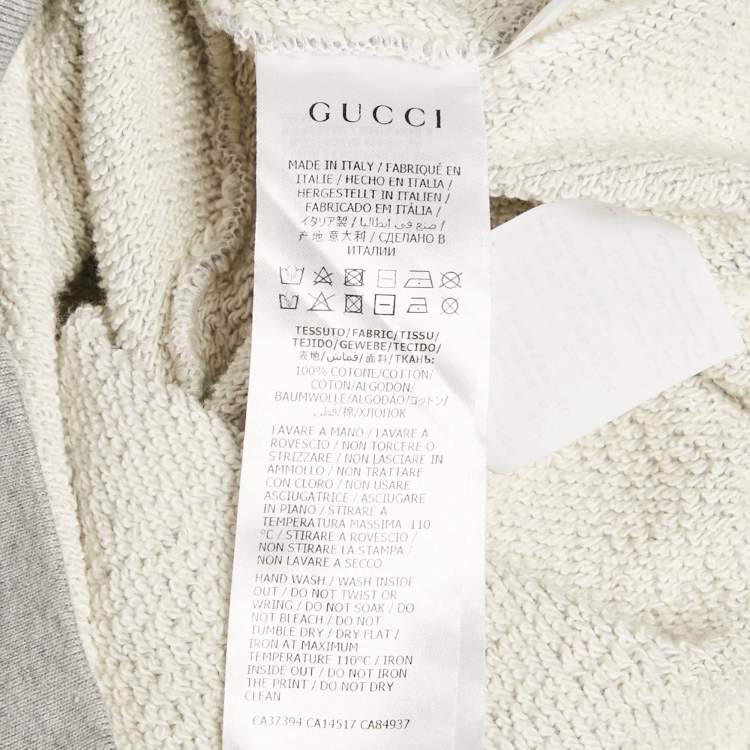 GUCCI
MADE IN ITALY / FABRIQUÉ EN
ITALIE / HECHO EN ITALIA /
HERGESTELLT IN ITALIEN /
FABRICADO EM ITÁLIA /
イタリア製 / صنع في إيطاليا /
产地 意大利 / СДЕЛАНО В
ИТАЛИИ
TESSUTO/FABRIC/TISSU/
TEJIDO/GEWEBE/TECIDO/
表地/قماش/面料/ТКАНЬ:
100% COTONE/COTTON/
COTON/ALGODON/
BAUMWOLLE/ALGODÃO/コットン/
قطن/棉/ХЛОПОК
LAVARE A MANO / LAVARE A
ROVESCIO / NON TORCERE O
STRIZZARE / NON LASCIARE IN
AMMOLLO / NON TRATTARE
CON CLORO / NON USARE
ASCIUGATRICE / ASCIUGARE
IN PIANO / STIRARE A
TEMPERATURA MASSIMA 110
°C / STIRARE A ROVESCIO /
NON STIRARE LA STAMPA /
NON LAVARE A SECCO
HAND WASH / WASH INSIDE
OUT / DO NOT TWIST OR
WRING / DO NOT SOAK / DO
NOT BLEACH / DO NOT
TUMBLE DRY / DRY FLAT /
IRON AT MAXIMUM
TEMPERATURE 110°C / IRON
INSIDE OUT / DO NOT IRON
THE PRINT / DO NOT DRY
CLEAN
CA37394 CA14517 CA84937